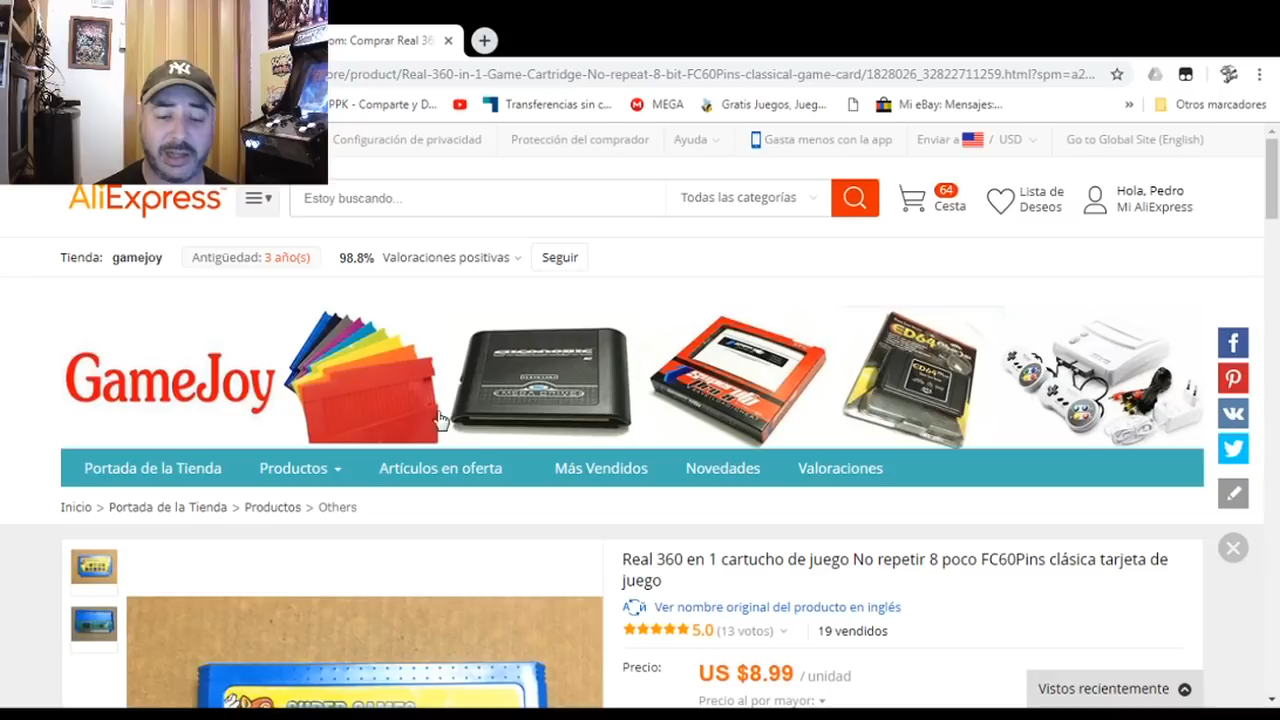 om: Comprar Real 36
ore/product/Real-360-in-1-Game-Cartridge-No-repeat-8-bit-FC60Pins-classical-game-card/1828026_32822711259.html?spm=a2...
PPK - Comparte y D...
Transferencias sin c...
MEGA
Gratis Juegos, Jueg...
Mi eBay: Mensajes:...
» Otros marcadores
Configuración de privacidad
Protección del comprador
Ayuda
Gasta menos con la app
Enviar a / USD
Go to Global Site (English)
AliExpress™
Estoy buscando...
Todas las categorías
64
Cesta
Lista de
Deseos
Hola, Pedro
Mi AliExpress
Tienda: gamejoy
Antigüedad: 3 año(s)
98.8% Valoraciones positivas
Seguir
GameJoy
MEGA DRIVE
ED64 Plus
Portada de la Tienda
Productos
Artículos en oferta
Más Vendidos
Novedades
Valoraciones
Inicio > Portada de la Tienda > Productos > Others
Real 360 en 1 cartucho de juego No repetir 8 poco FC60Pins clásica tarjeta de
juego
Ver nombre original del producto en inglés
5.0 (13 votos)
19 vendidos
Precio:
US $8.99 / unidad
Precio al por mayor:
Vistos recientemente
SUPER GAMES